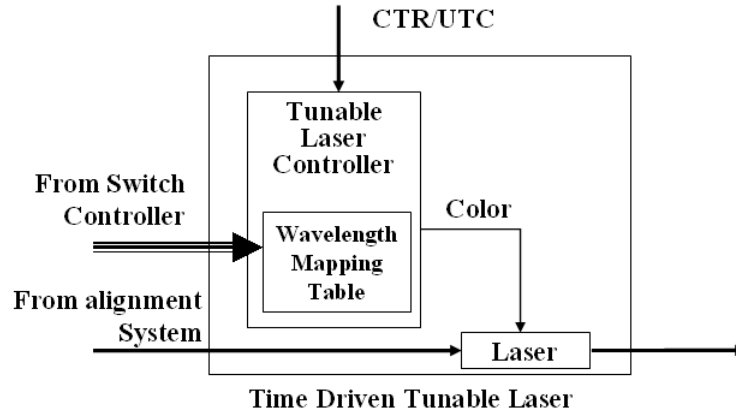 CTR/UTC
Tunable
Laser
Controller
From Switch
Controller
Color
Wavelength
Mapping
Table
From alignment
System
Laser
Time Driven Tunable Laser